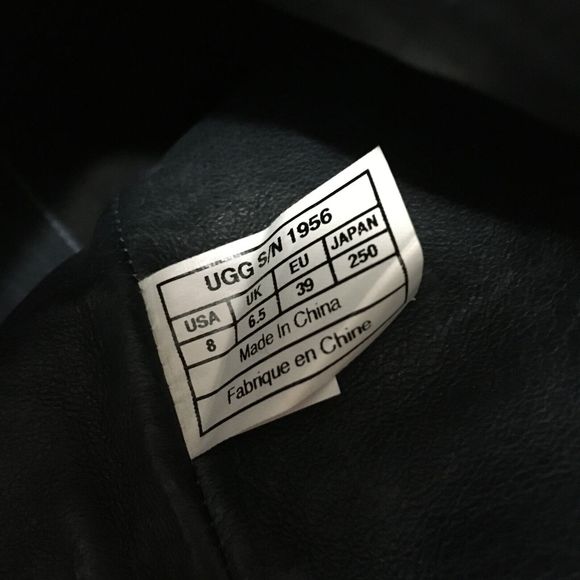 UGG S/N 1956
USA UK EU JAPAN
8 6.5 39 250
Made In China
Fabrique en Chine